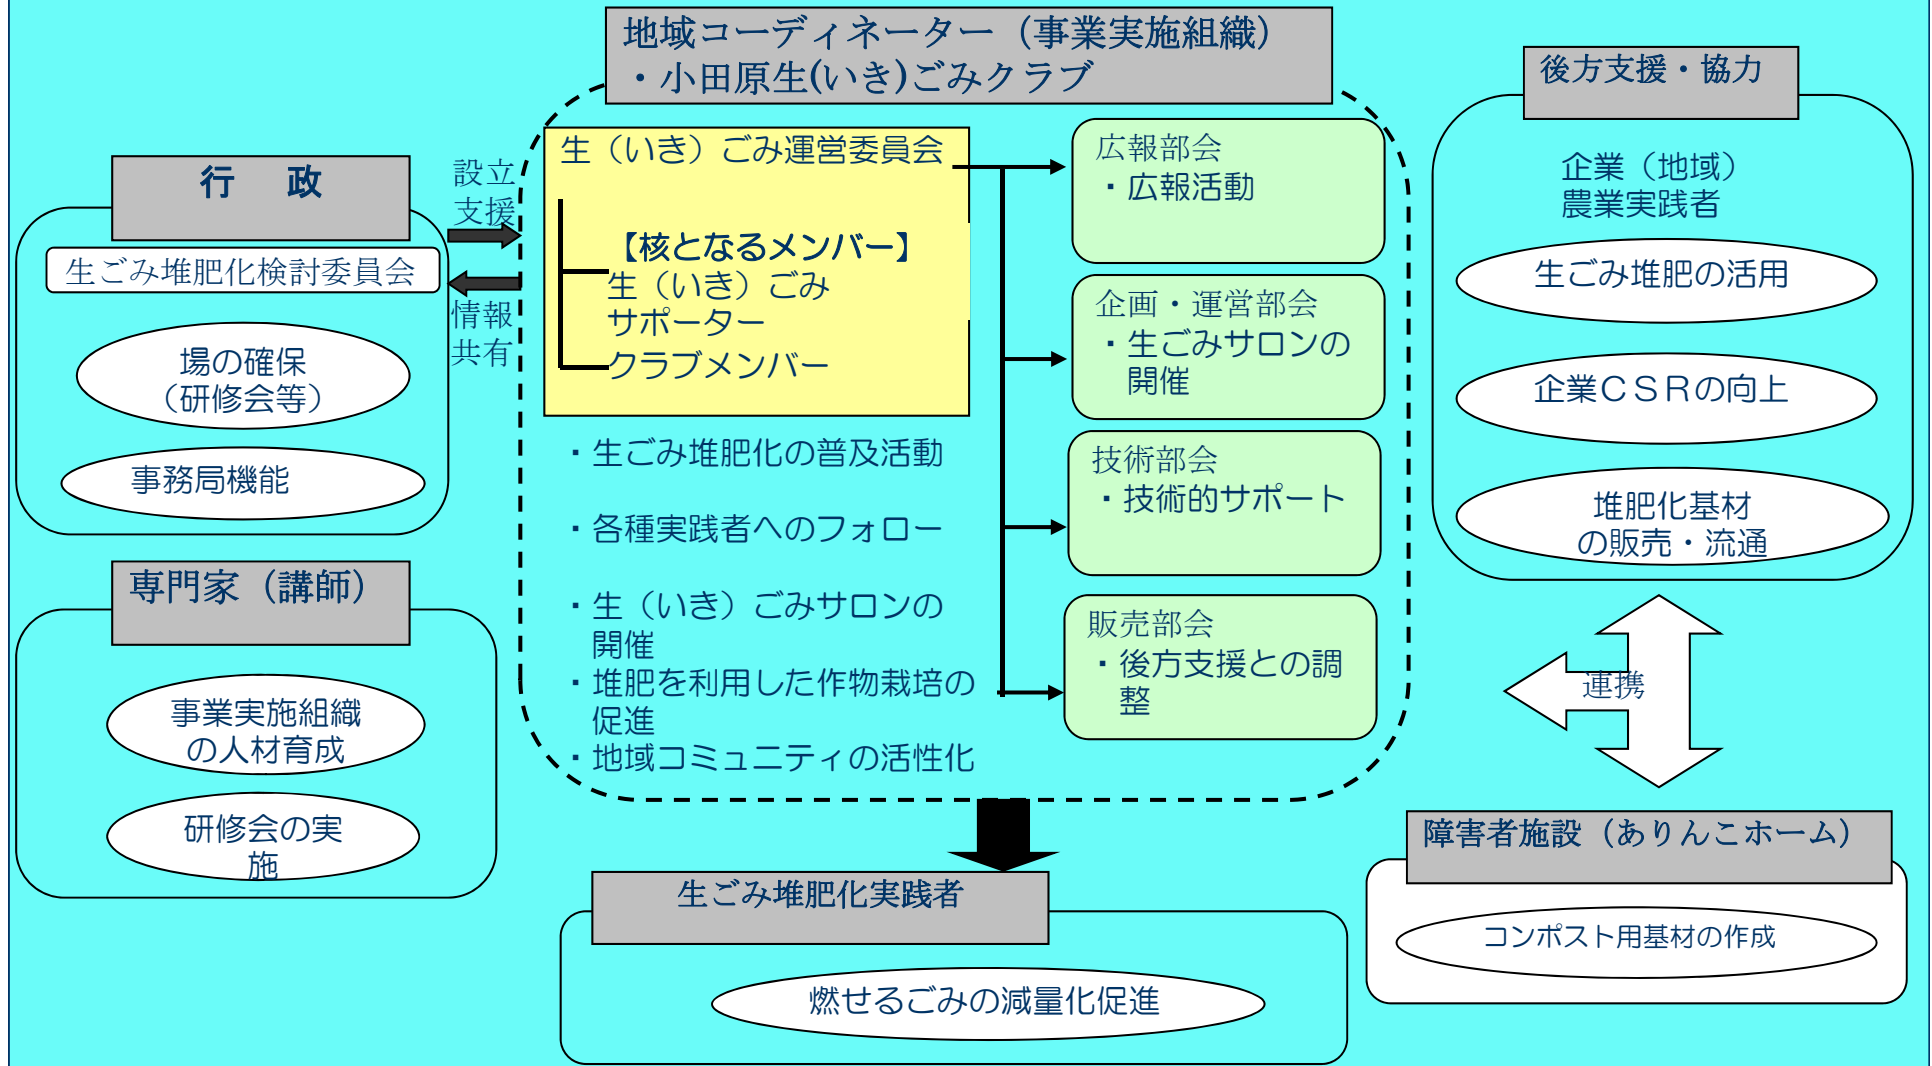 地域コーディネーター（事業実施組織）
・小田原生(いき)ごみクラブ
行　政
生ごみ堆肥化検討委員会
場の確保
（研修会等）
事務局機能
設立
支援
情報
共有
専門家（講師）
事業実施組織
の人材育成
研修会の実
施
生（いき）ごみ運営委員会
【核となるメンバー】
生（いき）ごみ
サポーター
クラブメンバー
・生ごみ堆肥化の普及活動
・各種実践者へのフォロー
・生（いき）ごみサロンの
開催
・堆肥を利用した作物栽培の
促進
・地域コミュニティの活性化
広報部会
・広報活動
企画・運営部会
・生ごみサロンの
開催
技術部会
・技術的サポート
販売部会
・後方支援との調
整
後方支援・協力
企業（地域）
農業実践者
生ごみ堆肥の活用
企業ＣＳＲの向上
堆肥化基材
の販売・流通
連携
障害者施設（ありんこホーム）
コンポスト用基材の作成
生ごみ堆肥化実践者
燃せるごみの減量化促進